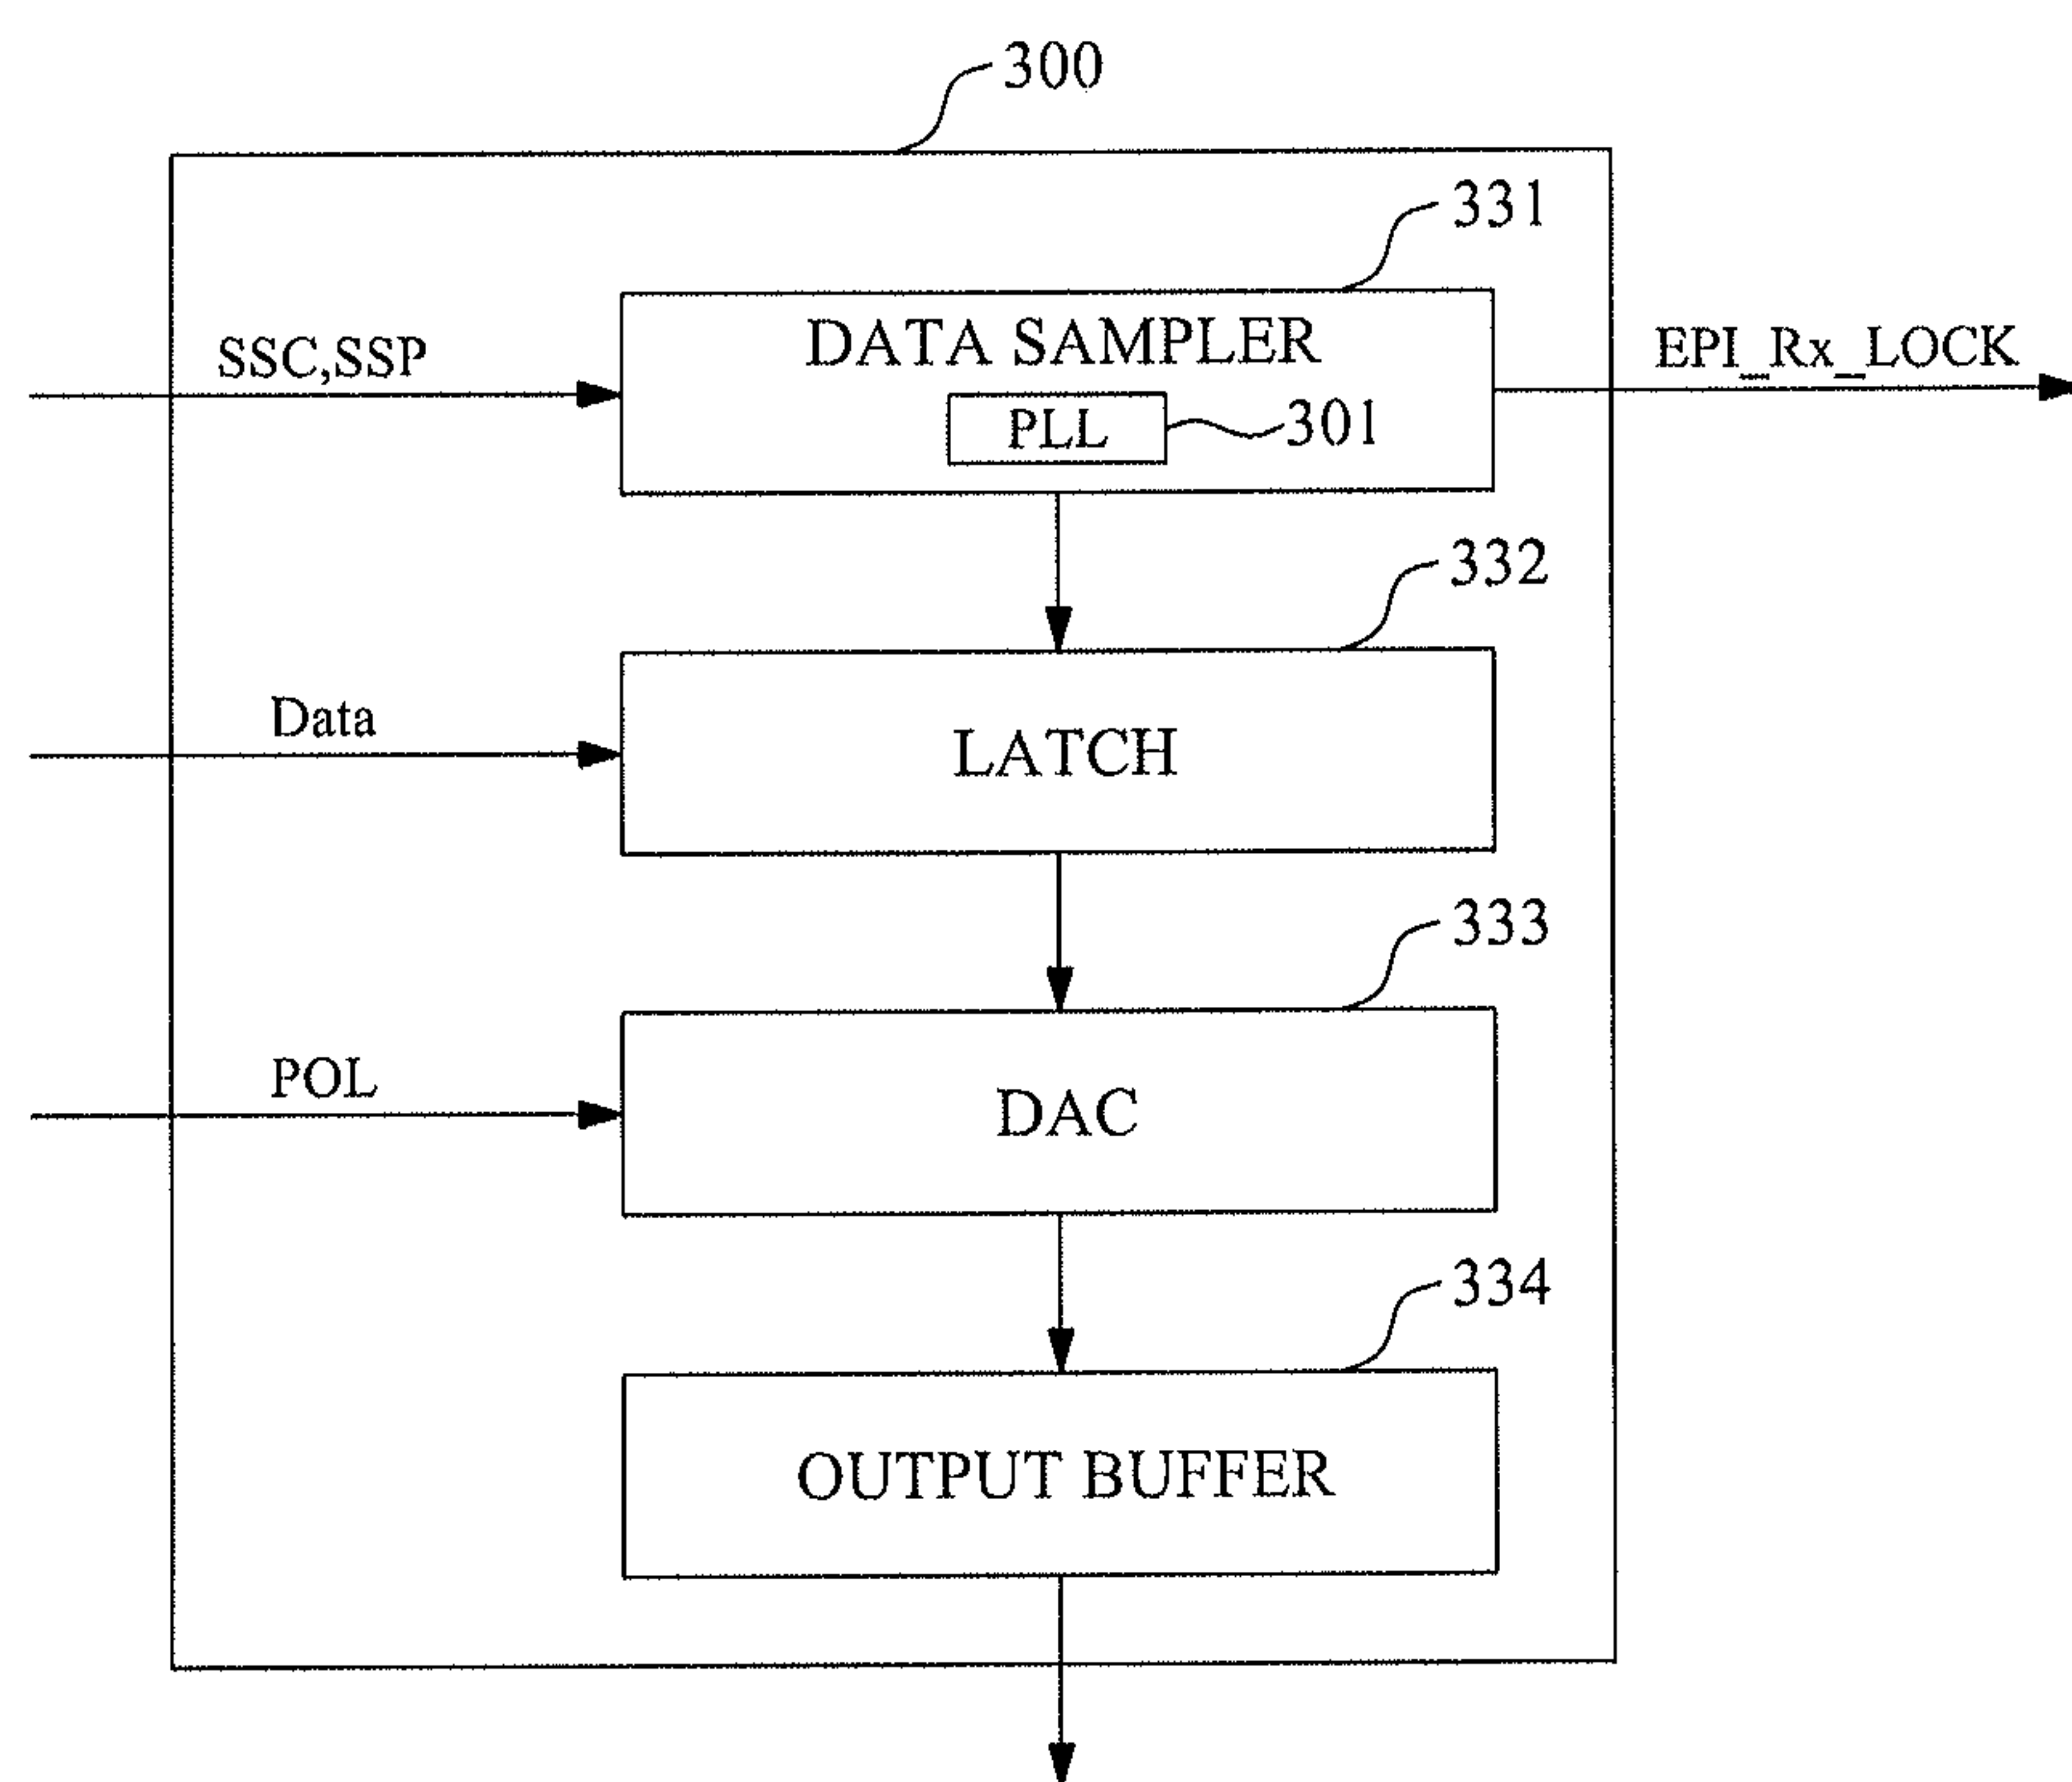 300
331
DATA SAMPLER
SSC,SSP
EPI_Rx_LOCK
PLL
301
332
Data
LATCH
333
POL
DAC
334
OUTPUT BUFFER